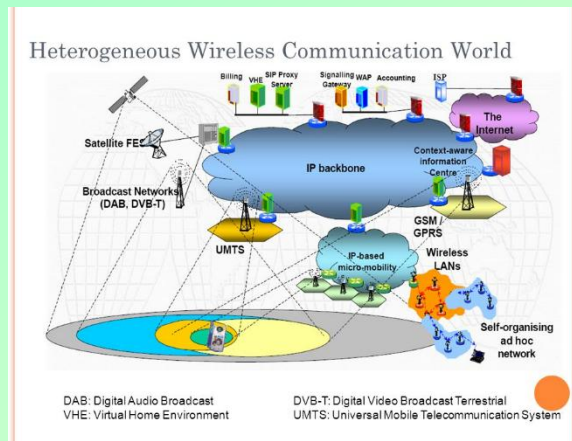 Heterogeneous Wireless Communication World
Billing
VHE
SIP Proxy
Server
Signalling
Gateway
WAP
Accounting
ISP
The
Internet
Satellite FES
IP backbone
Context-aware
information
Centre
Broadcast Networks
(DAB, DVB-T)
UMTS
GSM /
GPRS
IP-based
micro-mobility
Wireless
LANs
Self-organising
ad hoc
network
DAB: Digital Audio Broadcast
DVB-T: Digital Video Broadcast Terrestrial
VHE: Virtual Home Environment
UMTS: Universal Mobile Telecommunication System